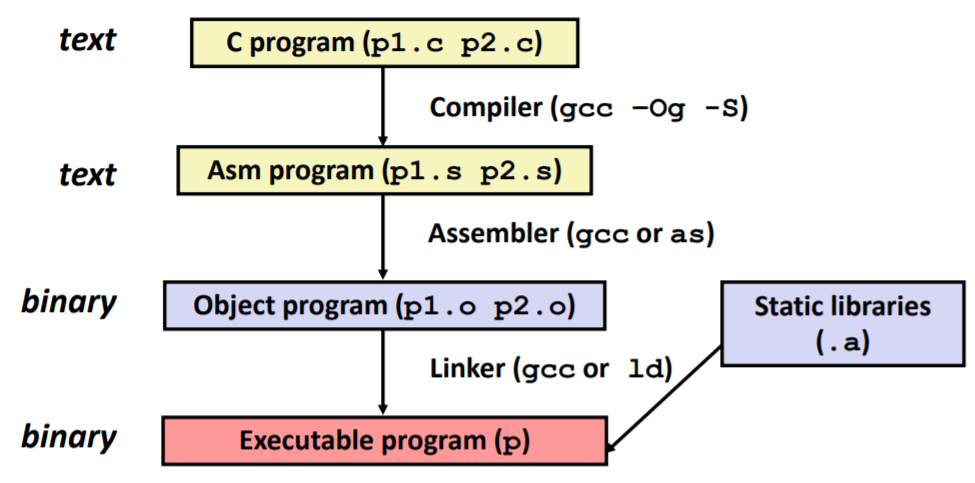 text
C program (p1.c p2.c)
Compiler (gcc –Og -S)
text
Asm program (p1.s p2.s)
Assembler (gcc or as)
binary
Object program (p1.o p2.o)
Static libraries
(.a)
Linker (gcc or ld)
binary
Executable program (p)